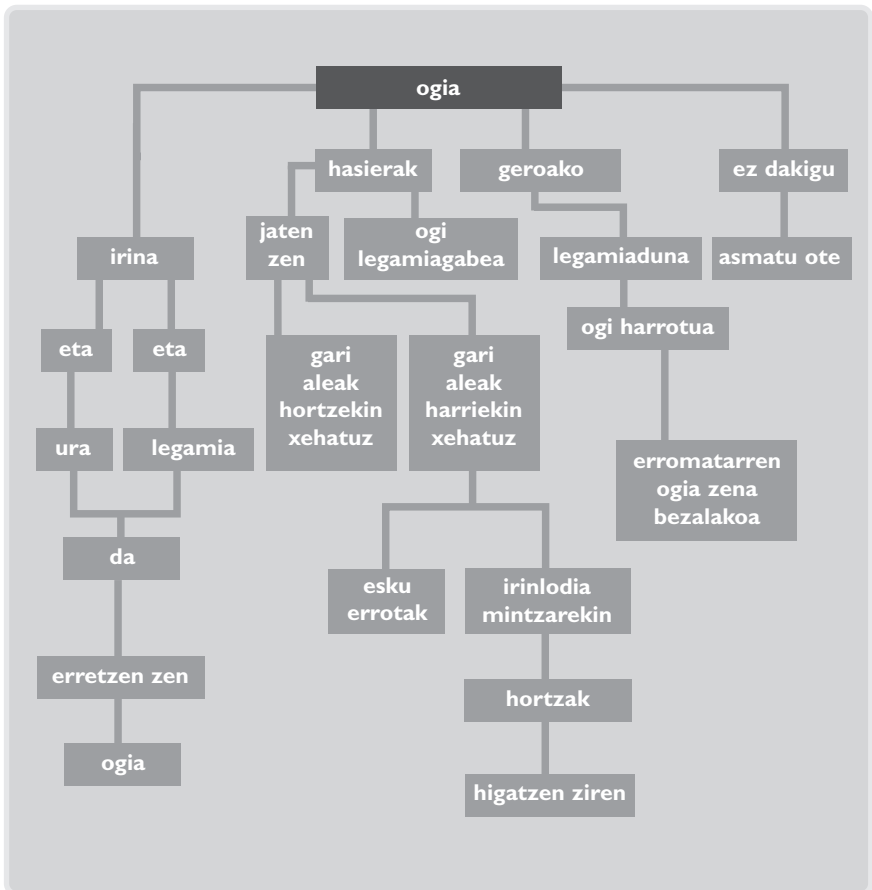 ogia
hasierak
geroako
ez dakigu
jaten
zen
ogi
legamiagabea
irina
legamiaduna
asmatu ote
ogi harrotua
eta
eta
gari
aleak
hortzekin
xehatuz
gari
aleak
harriekin
xehatuz
ura
legamia
erromatarren
ogia zena
bezalakoa
da
esku
errotak
irinlodia
mintzarekin
erretzen zen
hortzak
ogia
higatzen ziren